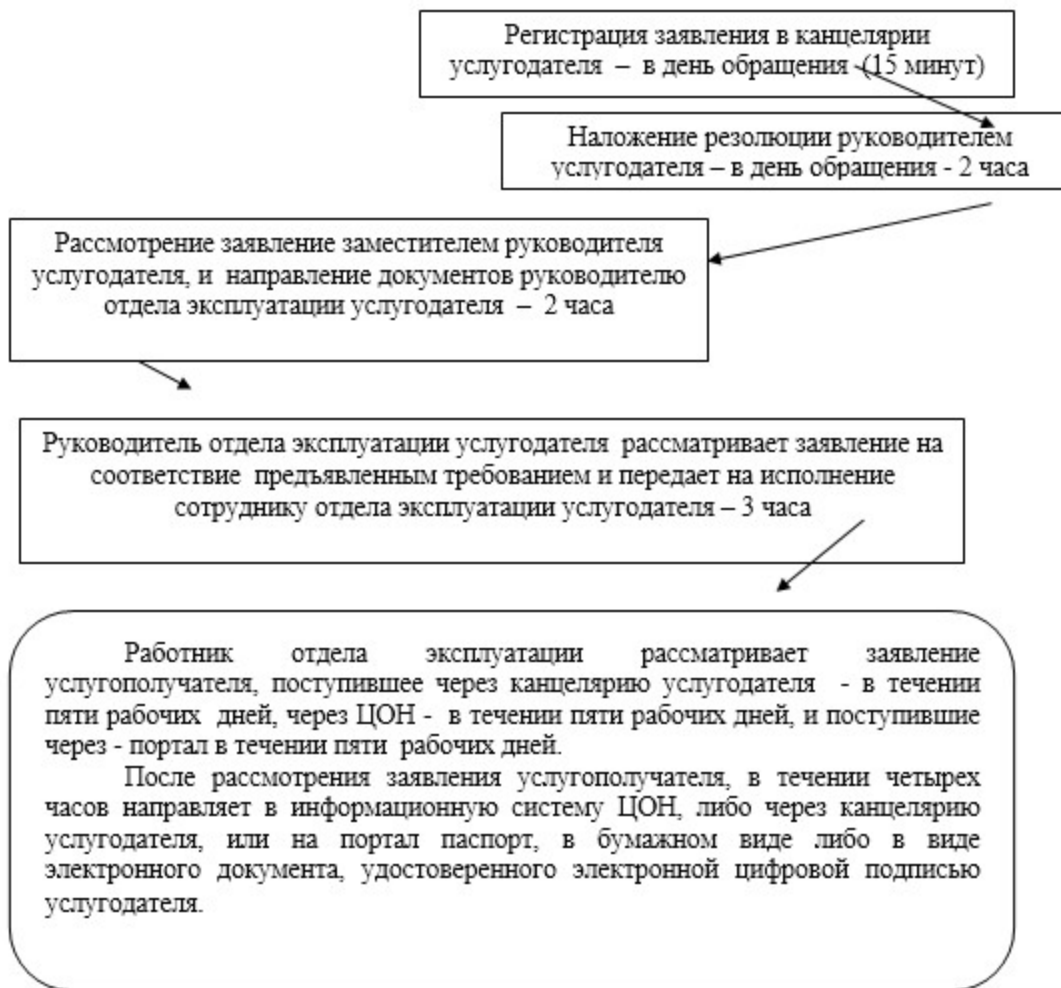 Регистрация заявления в канцелярии
услугодателя – в день обращения (15 минут)
Наложение резолюции руководителем
услугодателя – в день обращения - 2 часа
Рассмотрение заявление заместителем руководителя
услугодателя, и направление документов руководителю
отдела эксплуатации услугодателя – 2 часа
Руководитель отдела эксплуатации услугодателя рассматривает заявление на
соответствие предъявленным требованием и передает на исполнение
сотруднику отдела эксплуатации услугодателя – 3 часа
Работник отдела эксплуатации рассматривает заявление
услугополучателя, поступившее через канцелярию услугодателя - в течении
пяти рабочих дней, через ЦОН - в течении пяти рабочих дней, и поступившие
через - портал в течении пяти рабочих дней.
После рассмотрения заявления услугополучателя, в течении четырех
часов направляет в информационную систему ЦОН, либо через канцелярию
услугодателя, или на портал паспорт, в бумажном виде либо в виде
электронного документа, удостоверенного электронной цифровой подписью
услугодателя.